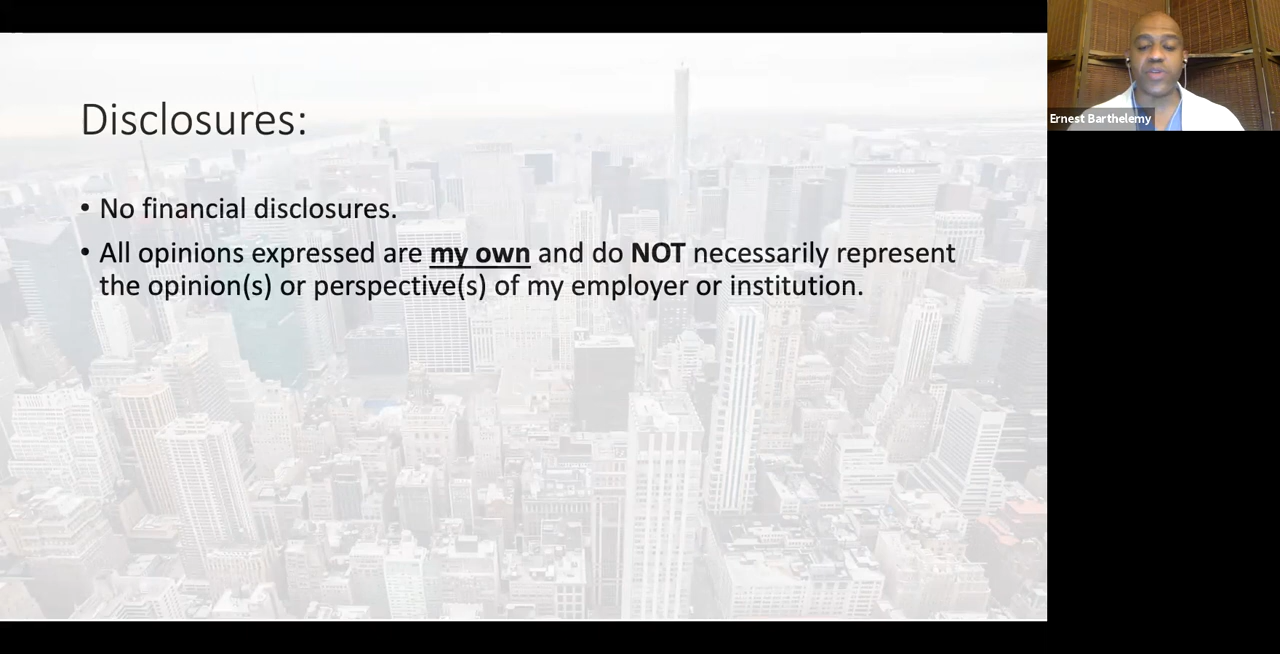 Disclosures:
• No financial disclosures.
• All opinions expressed are my own and do NOT necessarily represent
the opinion(s) or perspective(s) of my employer or institution.
Ernest Barthelemy